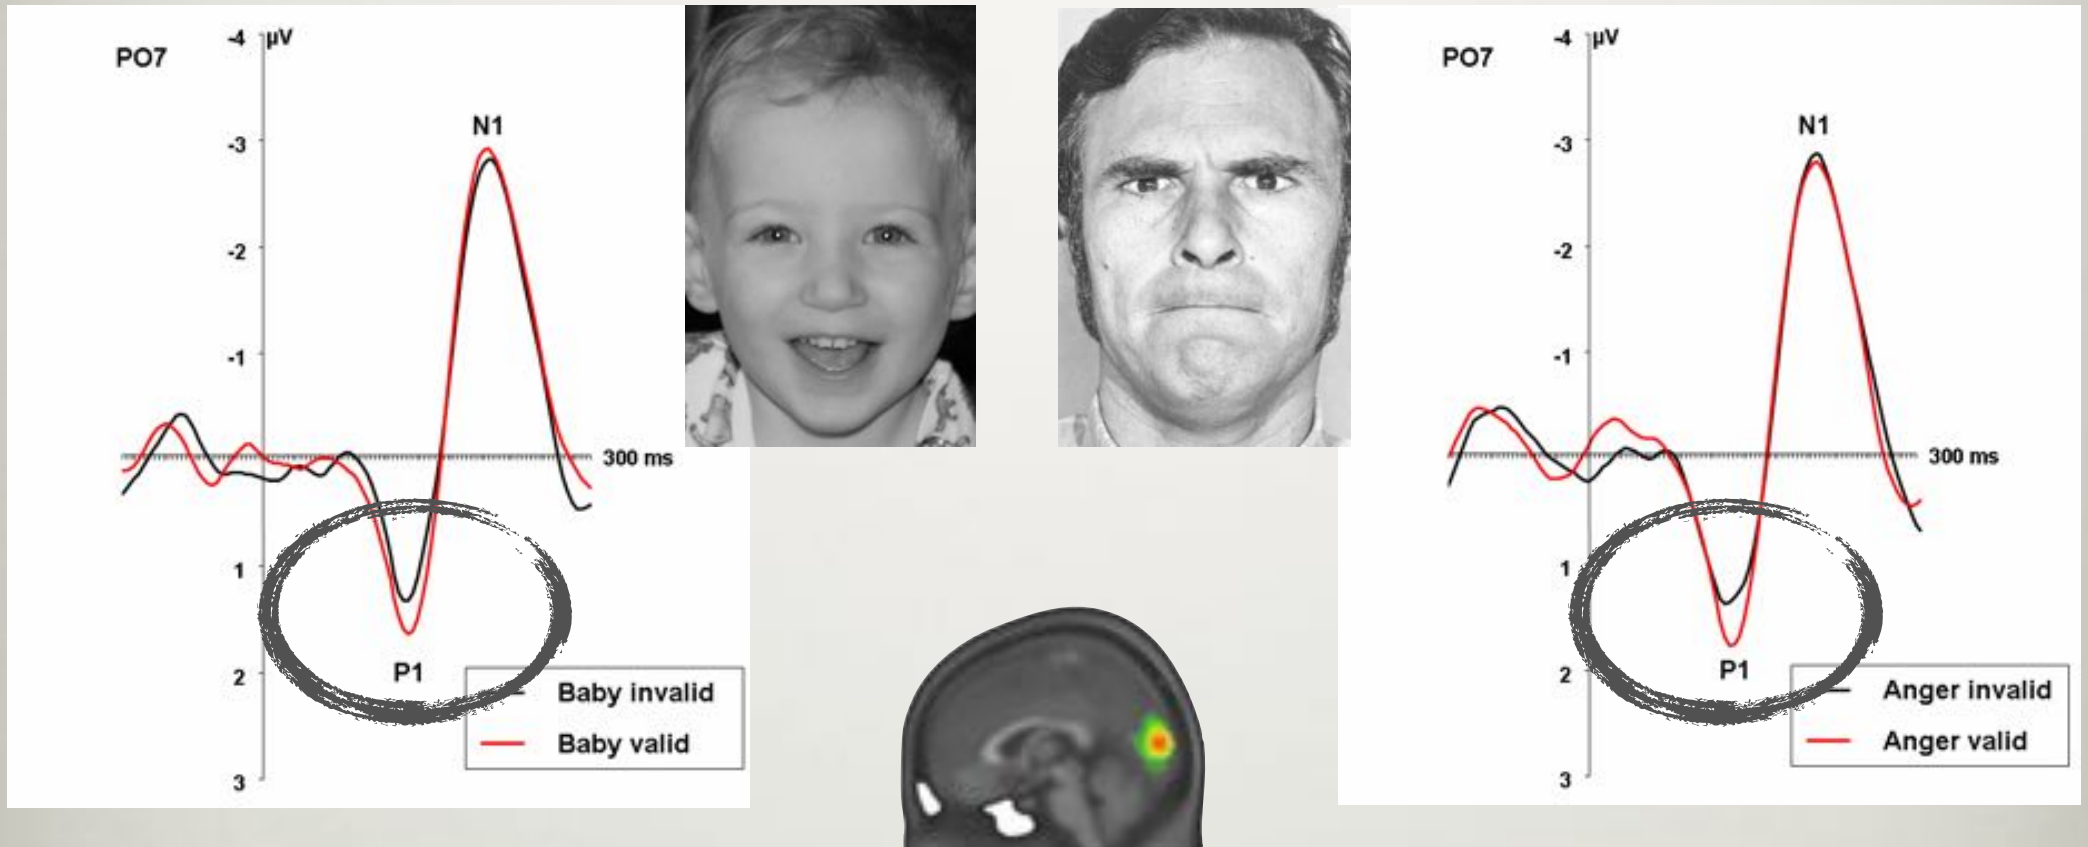 PO7
-4 µV
N1
-3
-2
-1
300 ms
1
P1
2
Baby invalid
Baby valid
3
PO7
-4 µV
N1
-3
-2
-1
300 ms
1
P1
2
Anger invalid
Anger valid
3